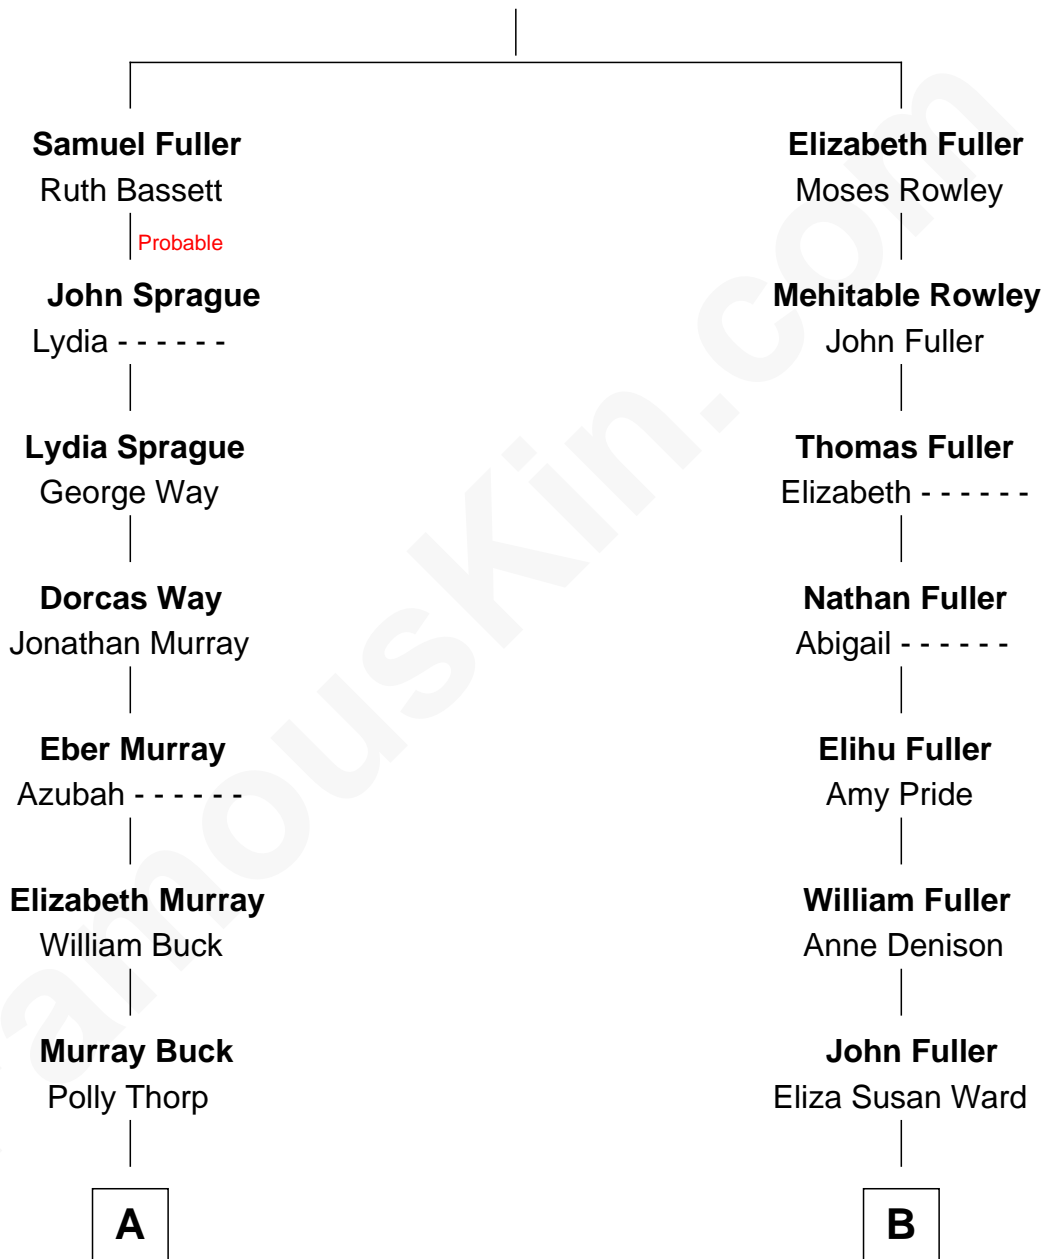 Samuel Fuller
Ruth Bassett
Probable
John Sprague
Lydia - - - - - -
Lydia Sprague
George Way
Dorcas Way
Jonathan Murray
Eber Murray
Azubah - - - - - -
Elizabeth Murray
William Buck
Murray Buck
Polly Thorp
A
Elizabeth Fuller
Moses Rowley
Mehitable Rowley
John Fuller
Thomas Fuller
Elizabeth - - - - - -
Nathan Fuller
Abigail - - - - - -
Elihu Fuller
Amy Pride
William Fuller
Anne Denison
John Fuller
Eliza Susan Ward
B
amousKin.com